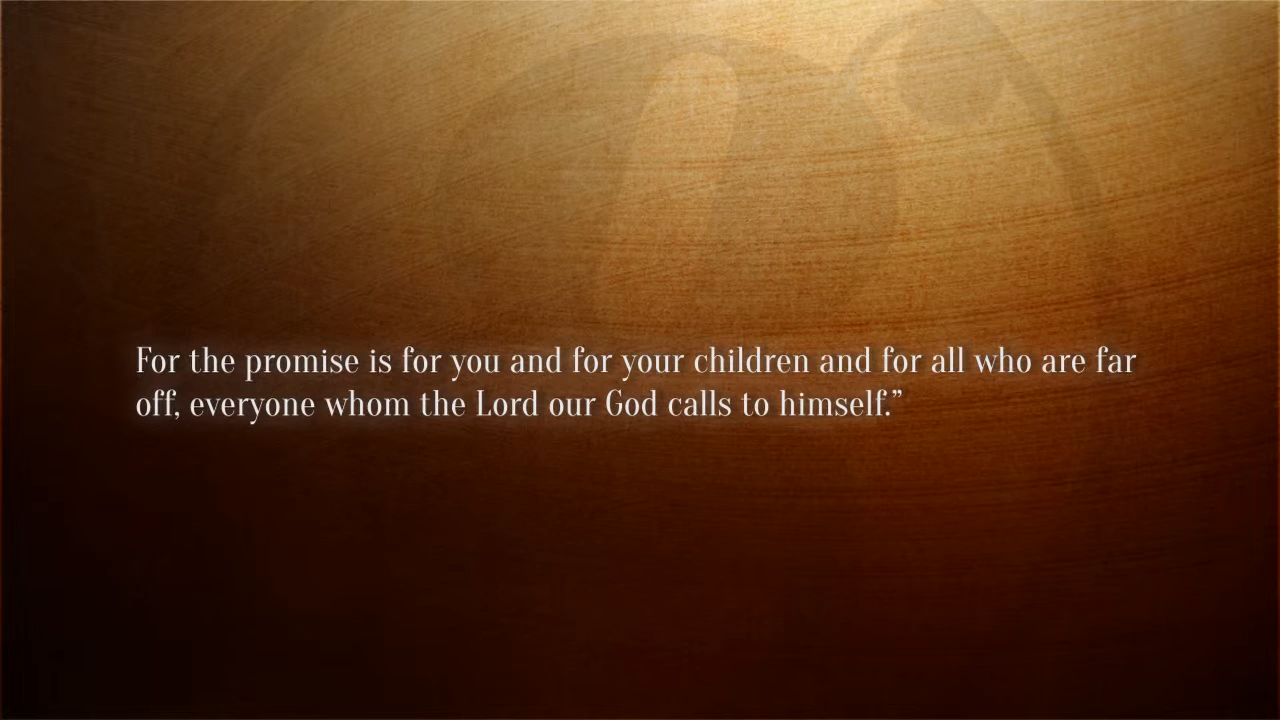 For the promise is for you and for your children and for all who are far
off, everyone whom the Lord our God calls to himself.”